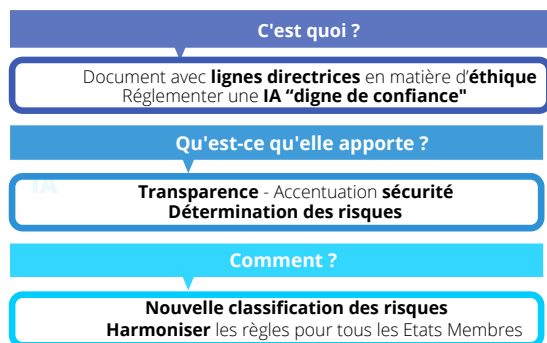 C'est quoi ?
Document avec lignes directrices en matière d'éthique
Réglementer une IA “digne de confiance"
Qu'est-ce qu'elle apporte ?
IA
Transparence - Accentuation sécurité
Détermination des risques
Comment ?
Nouvelle classification des risques
Harmoniser les règles pour tous les Etats Membres